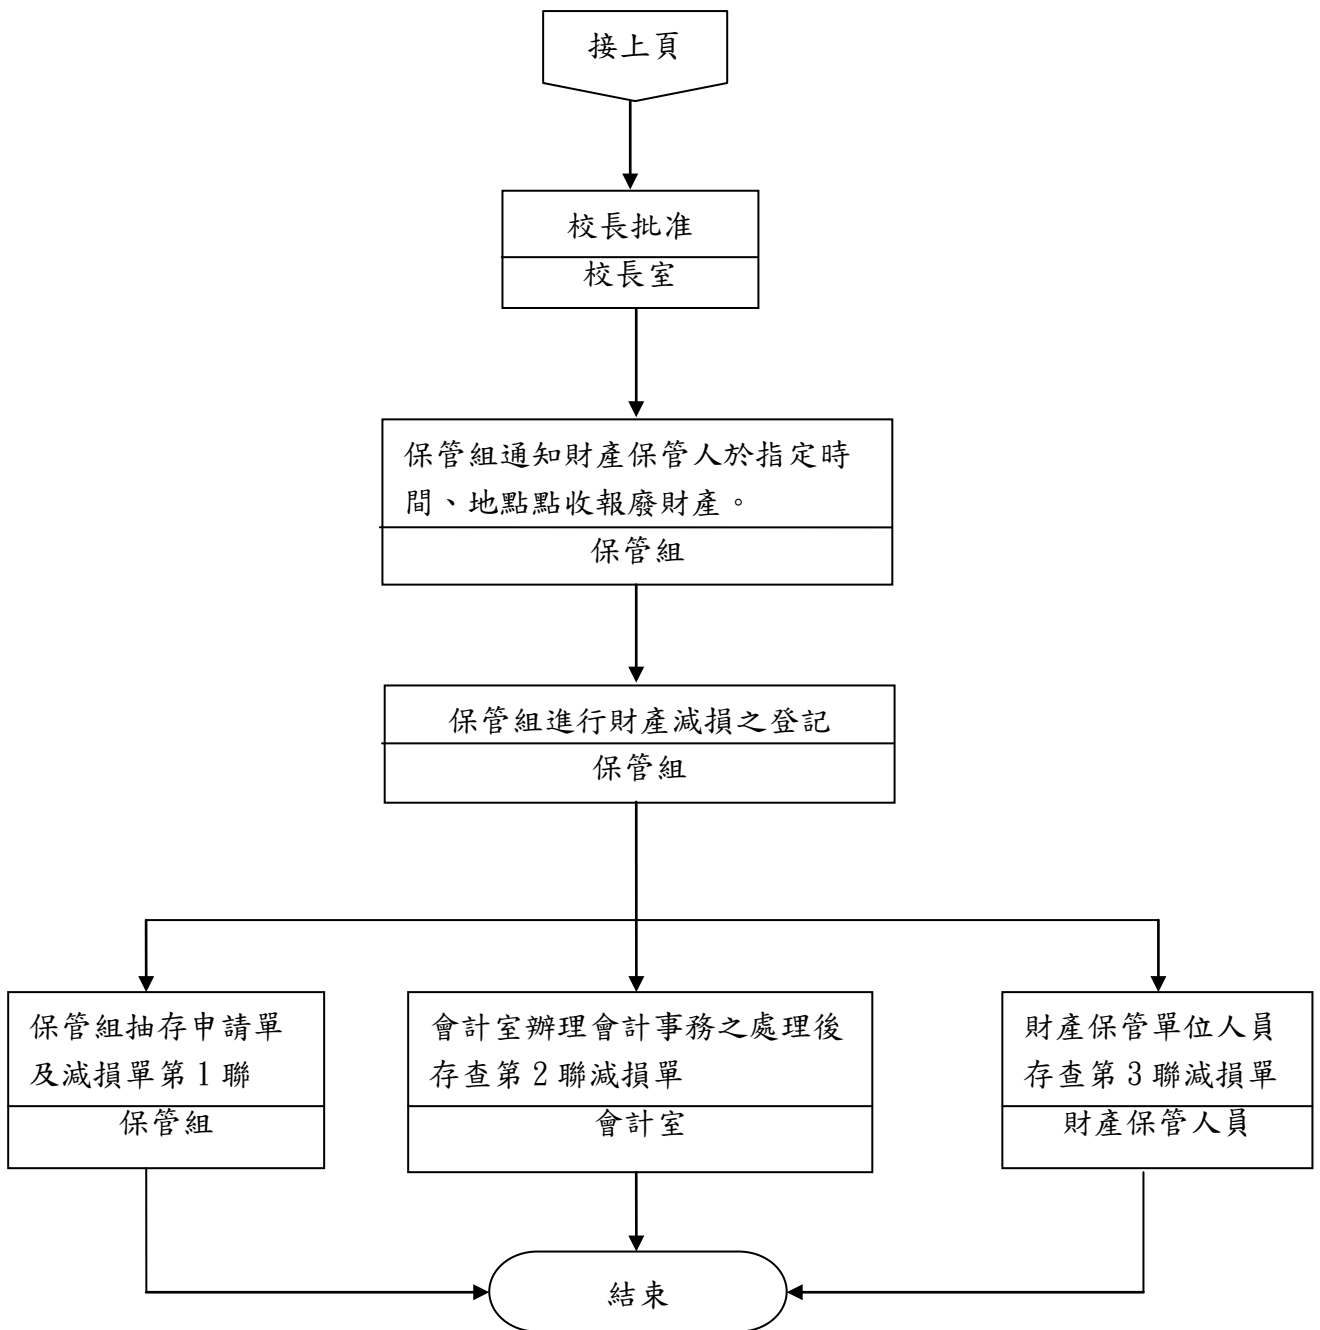 接上頁
校長批准
校長室
保管組通知財產保管人於指定時
間、地點點收報廢財產。
保管組
保管組進行財產減損之登記
保管組
保管組抽存申請單
及減損單第1聯
保管組
會計室辦理會計事務之處理後
存查第2聯減損單
會計室
財產保管單位人員
存查第3聯減損單
財產保管人員
結束